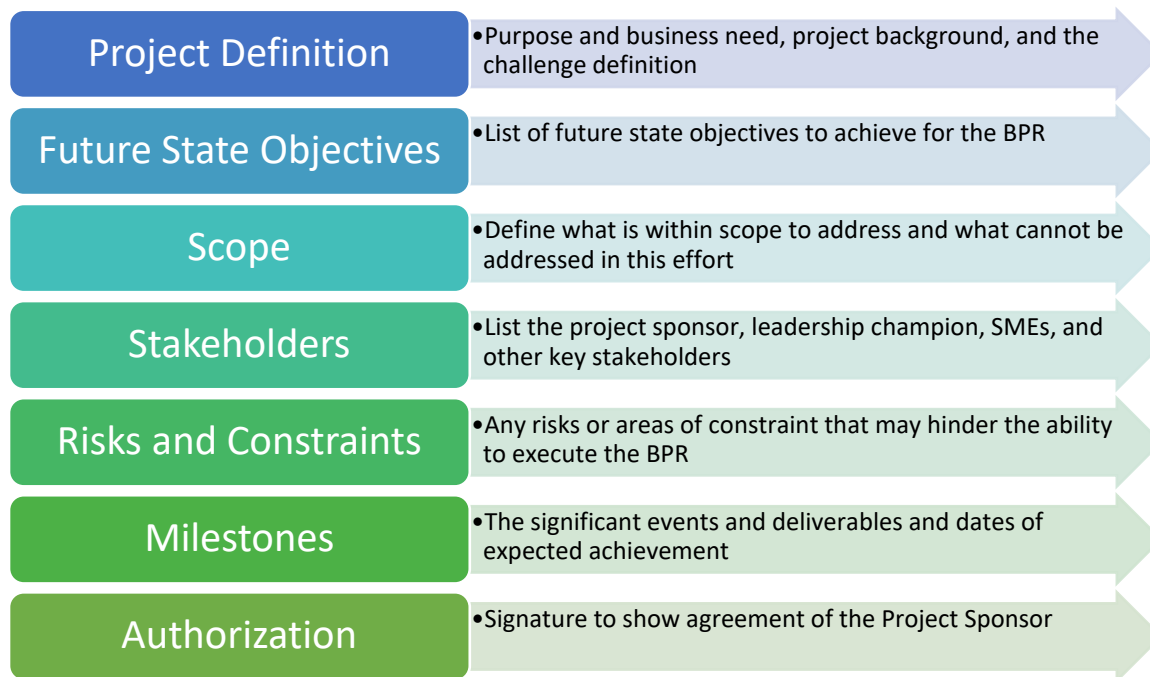 Project Definition
•Purpose and business need, project background, and the
challenge definition
Future State Objectives
•List of future state objectives to achieve for the BPR
Scope
•Define what is within scope to address and what cannot be
addressed in this effort
Stakeholders
•List the project sponsor, leadership champion, SMEs, and
other key stakeholders
Risks and Constraints
•Any risks or areas of constraint that may hinder the ability
to execute the BPR
Milestones
•The significant events and deliverables and dates of
expected achievement
Authorization
•Signature to show agreement of the Project Sponsor